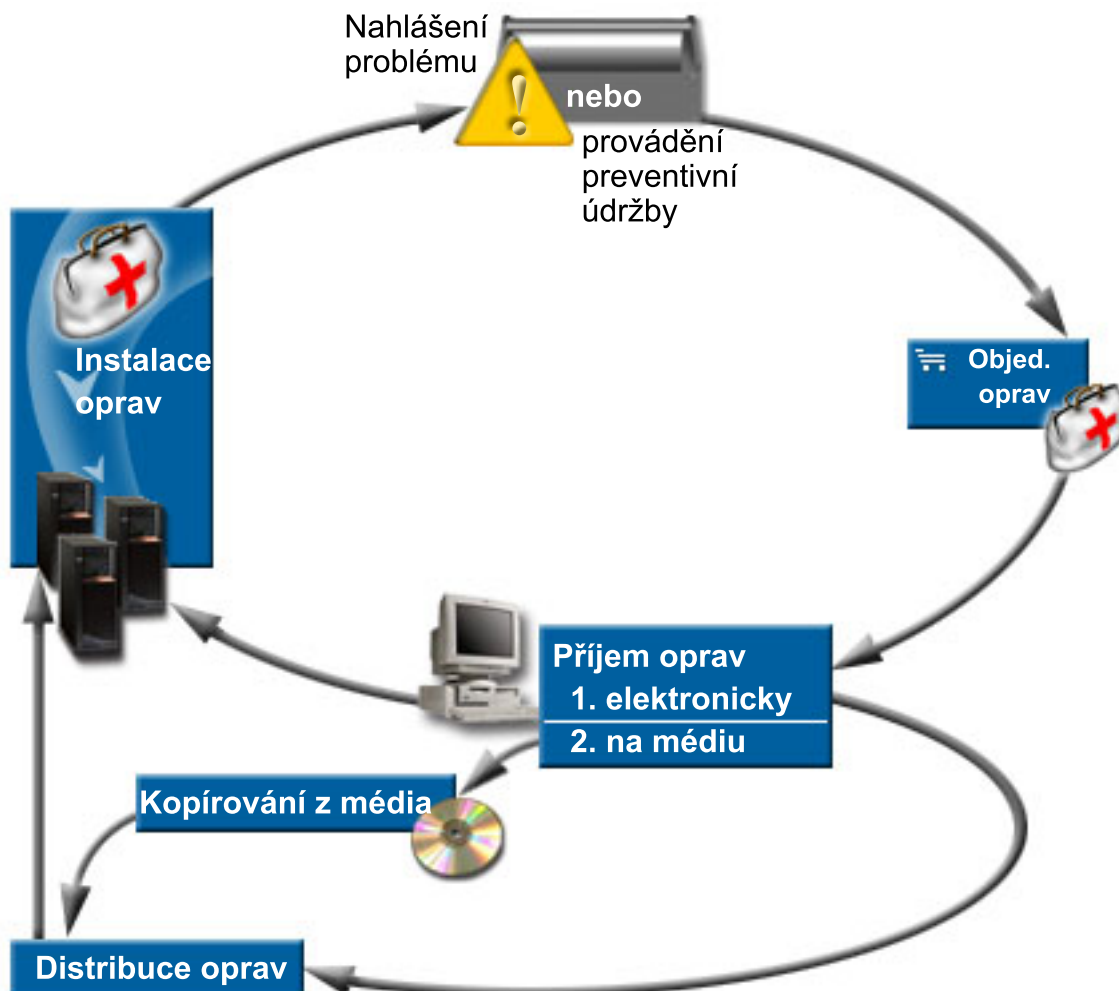 Nahlášení
problému
nebo
provádění
preventivní
údržby
Objed.
oprav
Instalace
oprav
Příjem oprav
1. elektronicky
2. na médiu
Kopírování z média
Distribuce oprav